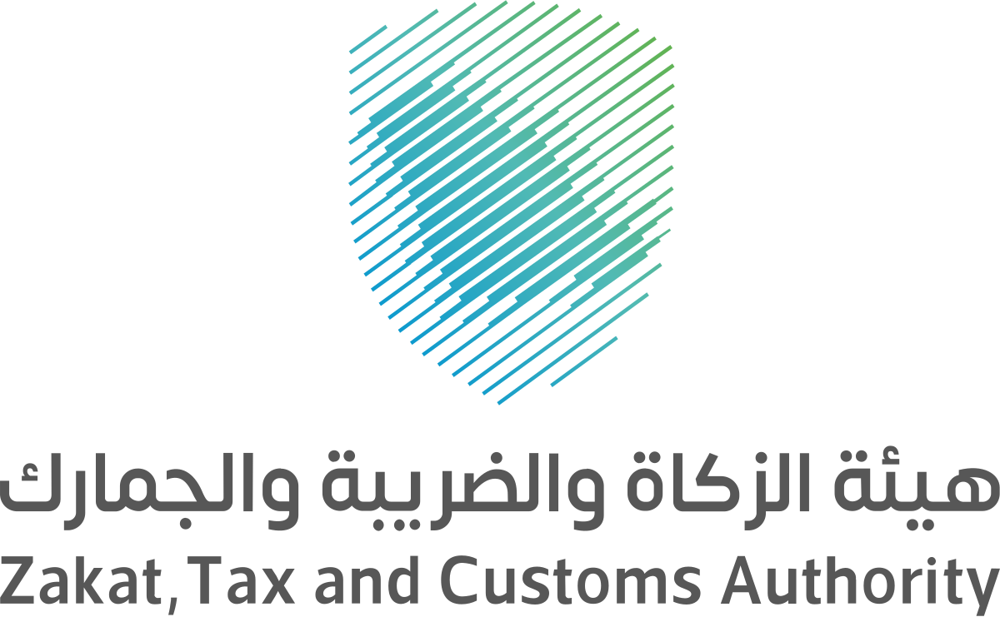 هيئة الزكاة والضريبة والجمارك
Zakat, Tax and Customs Authority